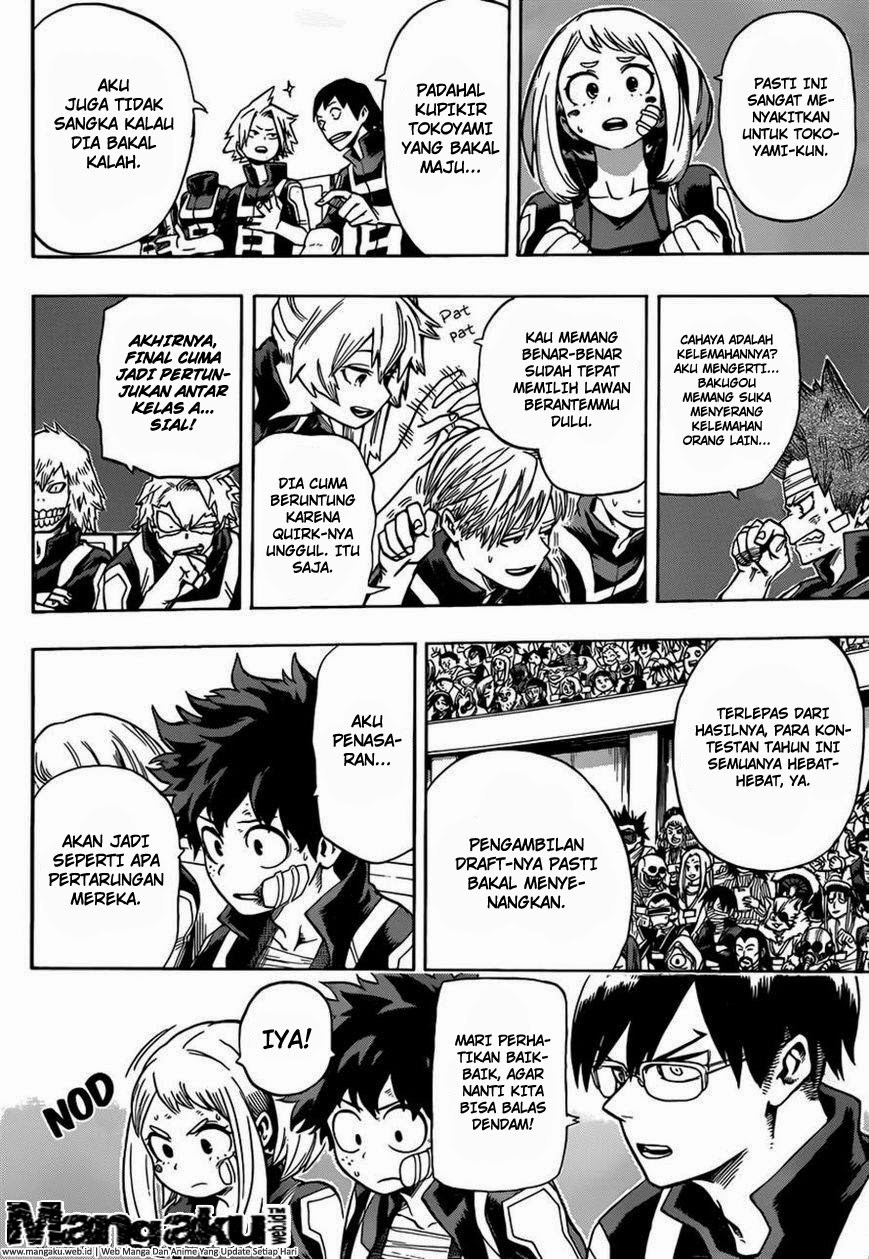 PASTI INI
SANGAT ME-
NYAKITKAN
UNTUK TOKO-
YAMI-KUN.
PADAHAL
KUPIKIR
TOKOYAMI
YANG BAKAL
MAJU...
AKU
JUGA TIDAK
SANGKA KALAU
DIA BAKAL
KALAH.
CAHAYA ADALAH
KELEMAHANNYA?
AKU MENGERTI...
BAKUGOU
MEMANG SUKA
MENYERANG
KELEMAHAN
ORANG LAIN...
KAU MEMANG
BENAR-BENAR
SUDAH TEPAT
MEMILIH LAWAN
BERANTEMMU
DULU.
Pat
pat
DIA CUMA
BERUNTUNG
KARENA
QUIRK-NYA
UNGGUL. ITU
SAJA.
AKHIRNYA,
FINAL CUMA
JADI PERTUN-
JUKAN ANTAR
KELAS A...
SIAL!
TERLEPAS DARI
HASILNYA, PARA KON-
TESTAN TAHUN INI
SEMUANYA HEBAT-
HEBAT, YA.
PENGAMBILAN
DRAFT-NYA PASTI
BAKAL MENYE-
NANGKAN.
AKU
PENASA-
RAN...
AKAN JADI
SEPERTI APA
PERTARUNGAN
MEREKA.
MARI PERHA-
TIKAN BAIK-
BAIK, AGAR
NANTI KITA
BISA BALAS
DENDAM!
IYA!
NOD
Mangaku
EDITION
www.mangaku.web.id | Web Manga Dan Anime Yang Update Setiap Hari